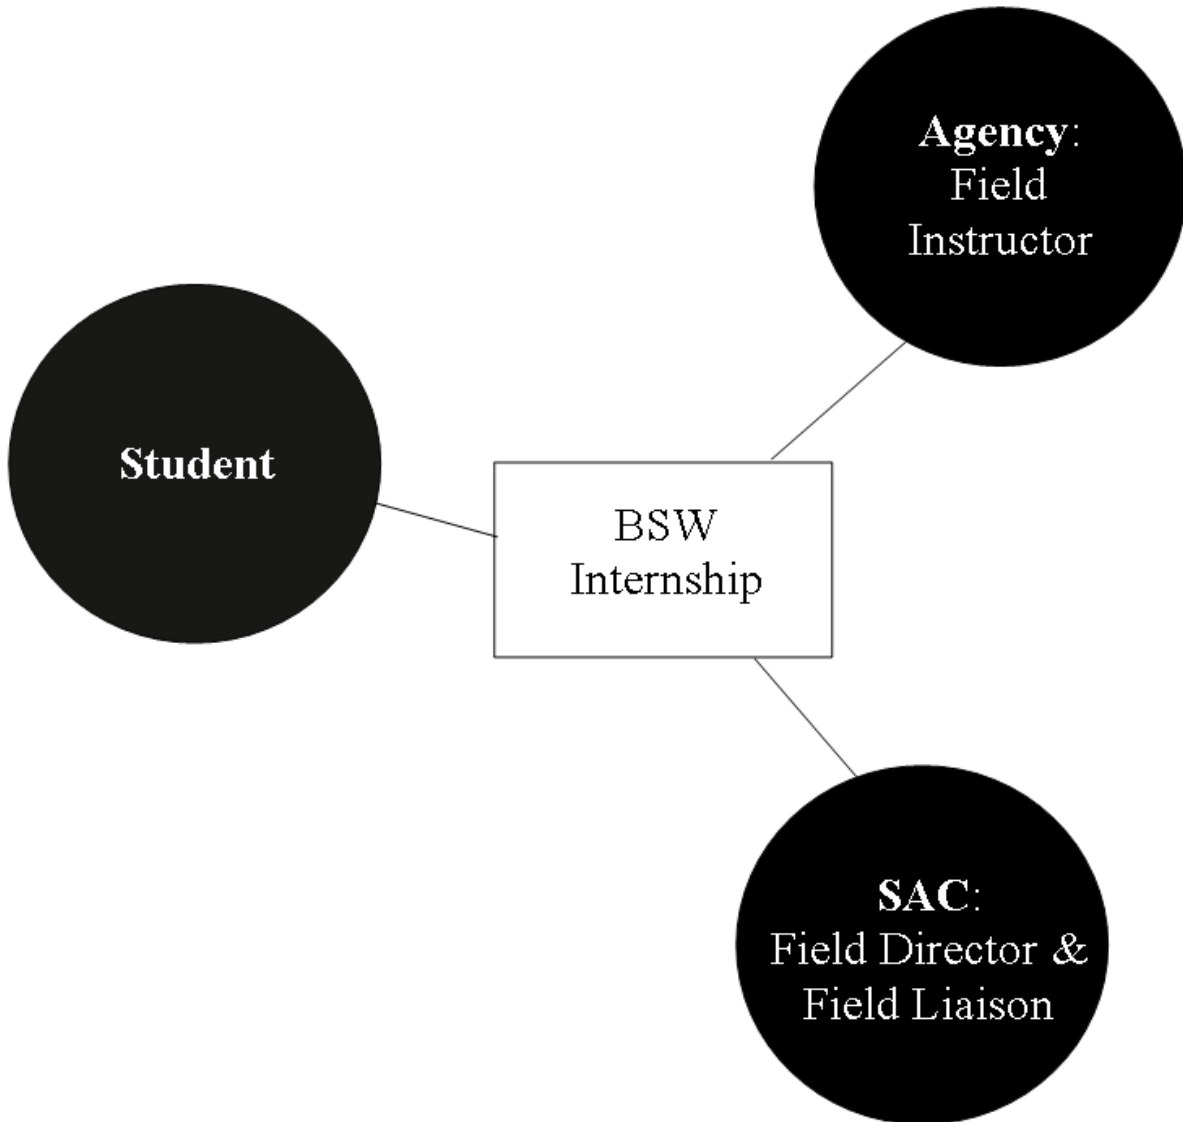 Agency:
Field
Instructor
Student
BSW
Internship
SAC:
Field Director &
Field Liaison